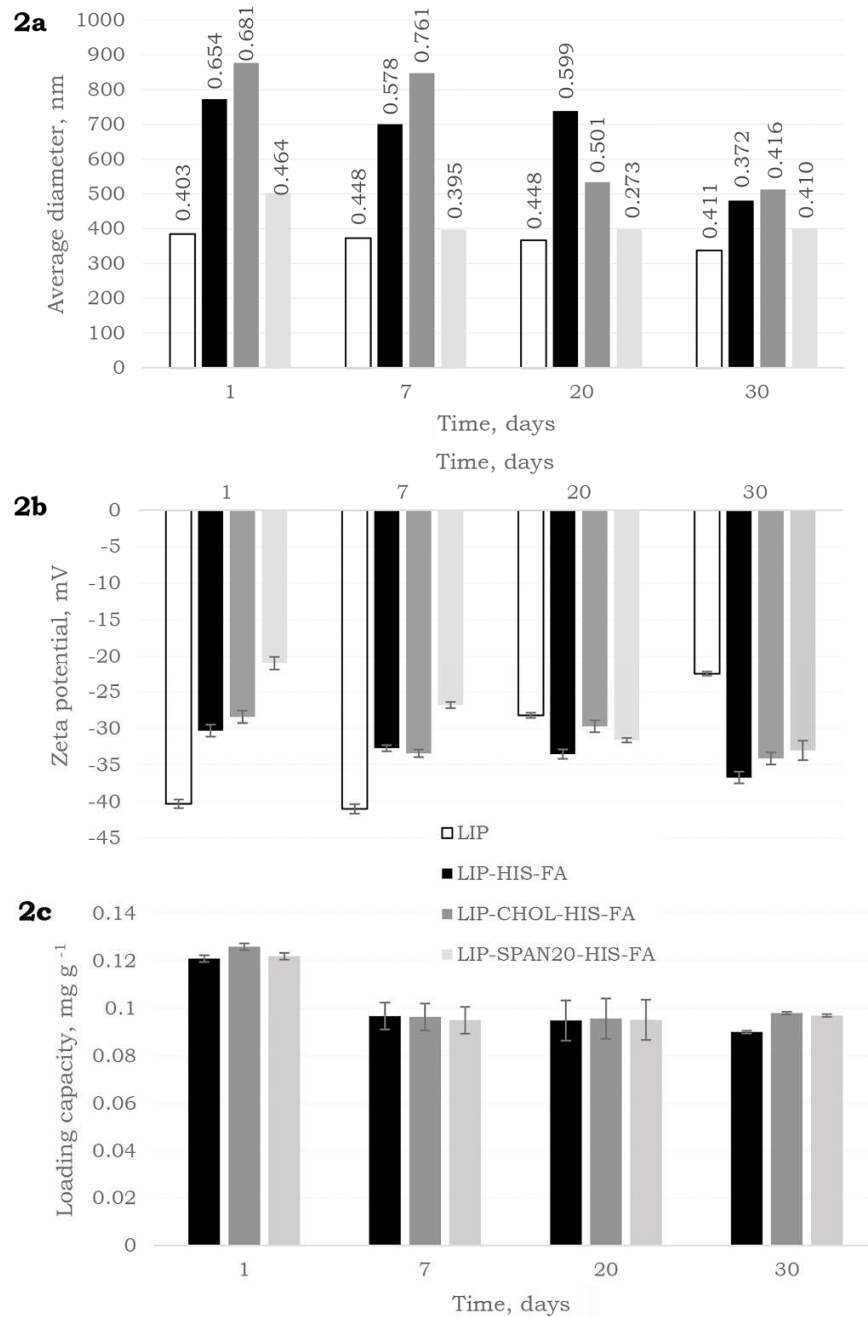 2a
Average diameter, nm
1000
900
800
700
600
500
400
300
200
100
0
0.403
0.654
0.681
0.464
0.448
0.578
0.761
0.395
0.448
0.599
0.501
0.273
0.411
0.372
0.416
0.410
1 7 20 30
Time, days
Time, days
1 7 20 30
2b
Zeta potential, mV
0
-5
-10
-15
-20
-25
-30
-35
-40
-45
LIP
LIP-HIS-FA
LIP-CHOL-HIS-FA
LIP-SPAN20-HIS-FA
2c
Loading capacity, mg g -1
0.14
0.12
0.1
0.08
0.06
0.04
0.02
0
1 7 20 30
Time, days